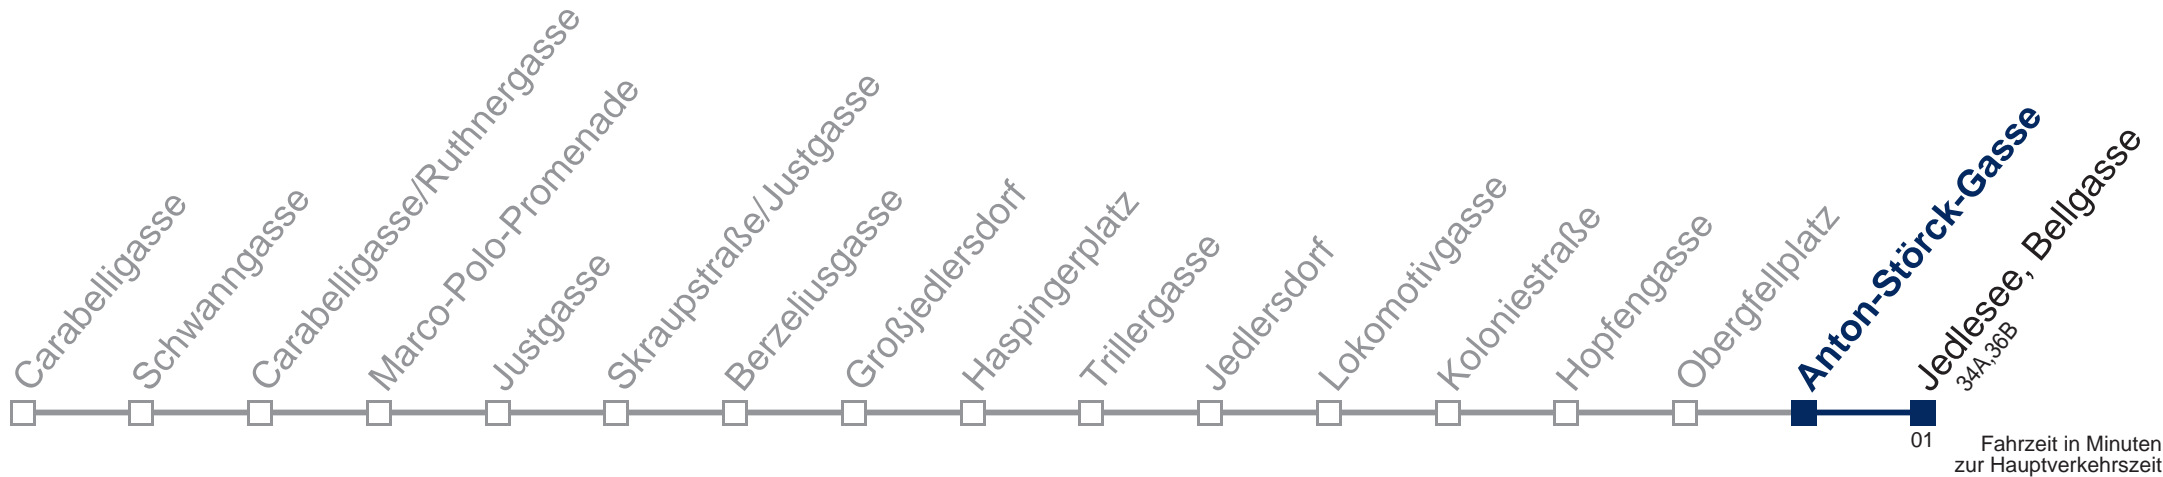 Carabelligasse
Schwanngasse
Carabelligasse/Ruthnergasse
Marco-Polo-Promenade
Justgasse
Skraupstraße/Justgasse
Berzeliusgasse
Großjedlersdorf
Haspingerplatz
Trillergasse
Jedlersdorf
Lokomotivgasse
Koloniestraße
Hopfengasse
Obergfellplatz
Anton-Störck-Gasse
Jedlesee, Bellgasse
34A,36B
01
Fahrzeit in Minuten
zur Hauptverkehrszeit